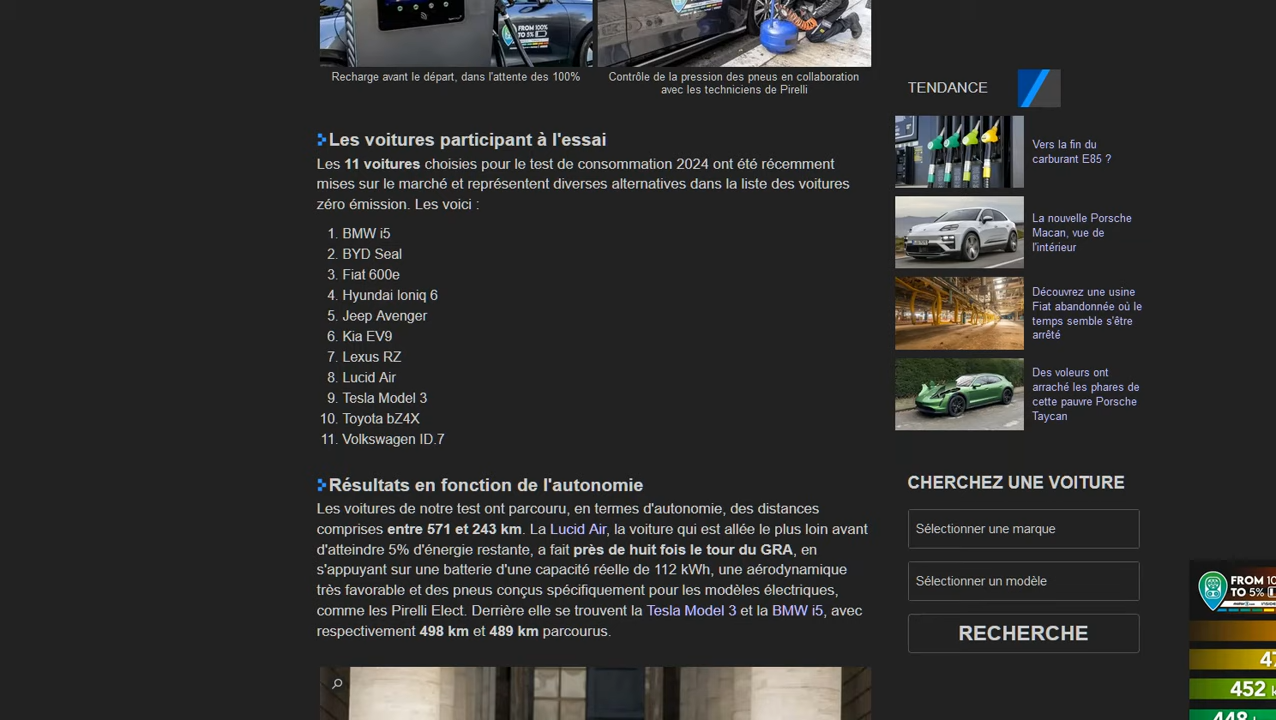 FROM 100%
TO 5%
Recharge avant le départ, dans l'attente des 100%
Contrôle de la pression des pneus en collaboration
avec les techniciens de Pirelli
Les voitures participant à l'essai
Les 11 voitures choisies pour le test de consommation 2024 ont été récemment
mises sur le marché et représentent diverses alternatives dans la liste des voitures
zéro émission. Les voici :
1. BMW i5
2. BYD Seal
3. Fiat 600e
4. Hyundai Ioniq 6
5. Jeep Avenger
6. Kia EV9
7. Lexus RZ
8. Lucid Air
9. Tesla Model 3
10. Toyota bZ4X
11. Volkswagen ID.7
Résultats en fonction de l'autonomie
Les voitures de notre test ont parcouru, en termes d'autonomie, des distances
comprises entre 571 et 243 km. La Lucid Air, la voiture qui est allée le plus loin avant
d'atteindre 5% d'énergie restante, a fait près de huit fois le tour du GRA, en
s'appuyant sur une batterie d'une capacité réelle de 112 kWh, une aérodynamique
très favorable et des pneus conçus spécifiquement pour les modèles électriques,
comme les Pirelli Elect. Derrière elle se trouvent la Tesla Model 3 et la BMW i5, avec
respectivement 498 km et 489 km parcourus.
TENDANCE
Vers la fin du
carburant E85 ?
La nouvelle Porsche
Macan, vue de
l'intérieur
Découvrez une usine
Fiat abandonnée où le
temps semble s'être
arrêté
Des voleurs ont
arraché les phares de
cette pauvre Porsche
Taycan
CHERCHEZ UNE VOITURE
Sélectionner une marque
Sélectionner un modèle
RECHERCHE
FROM 10
TO 5%
47
452
448